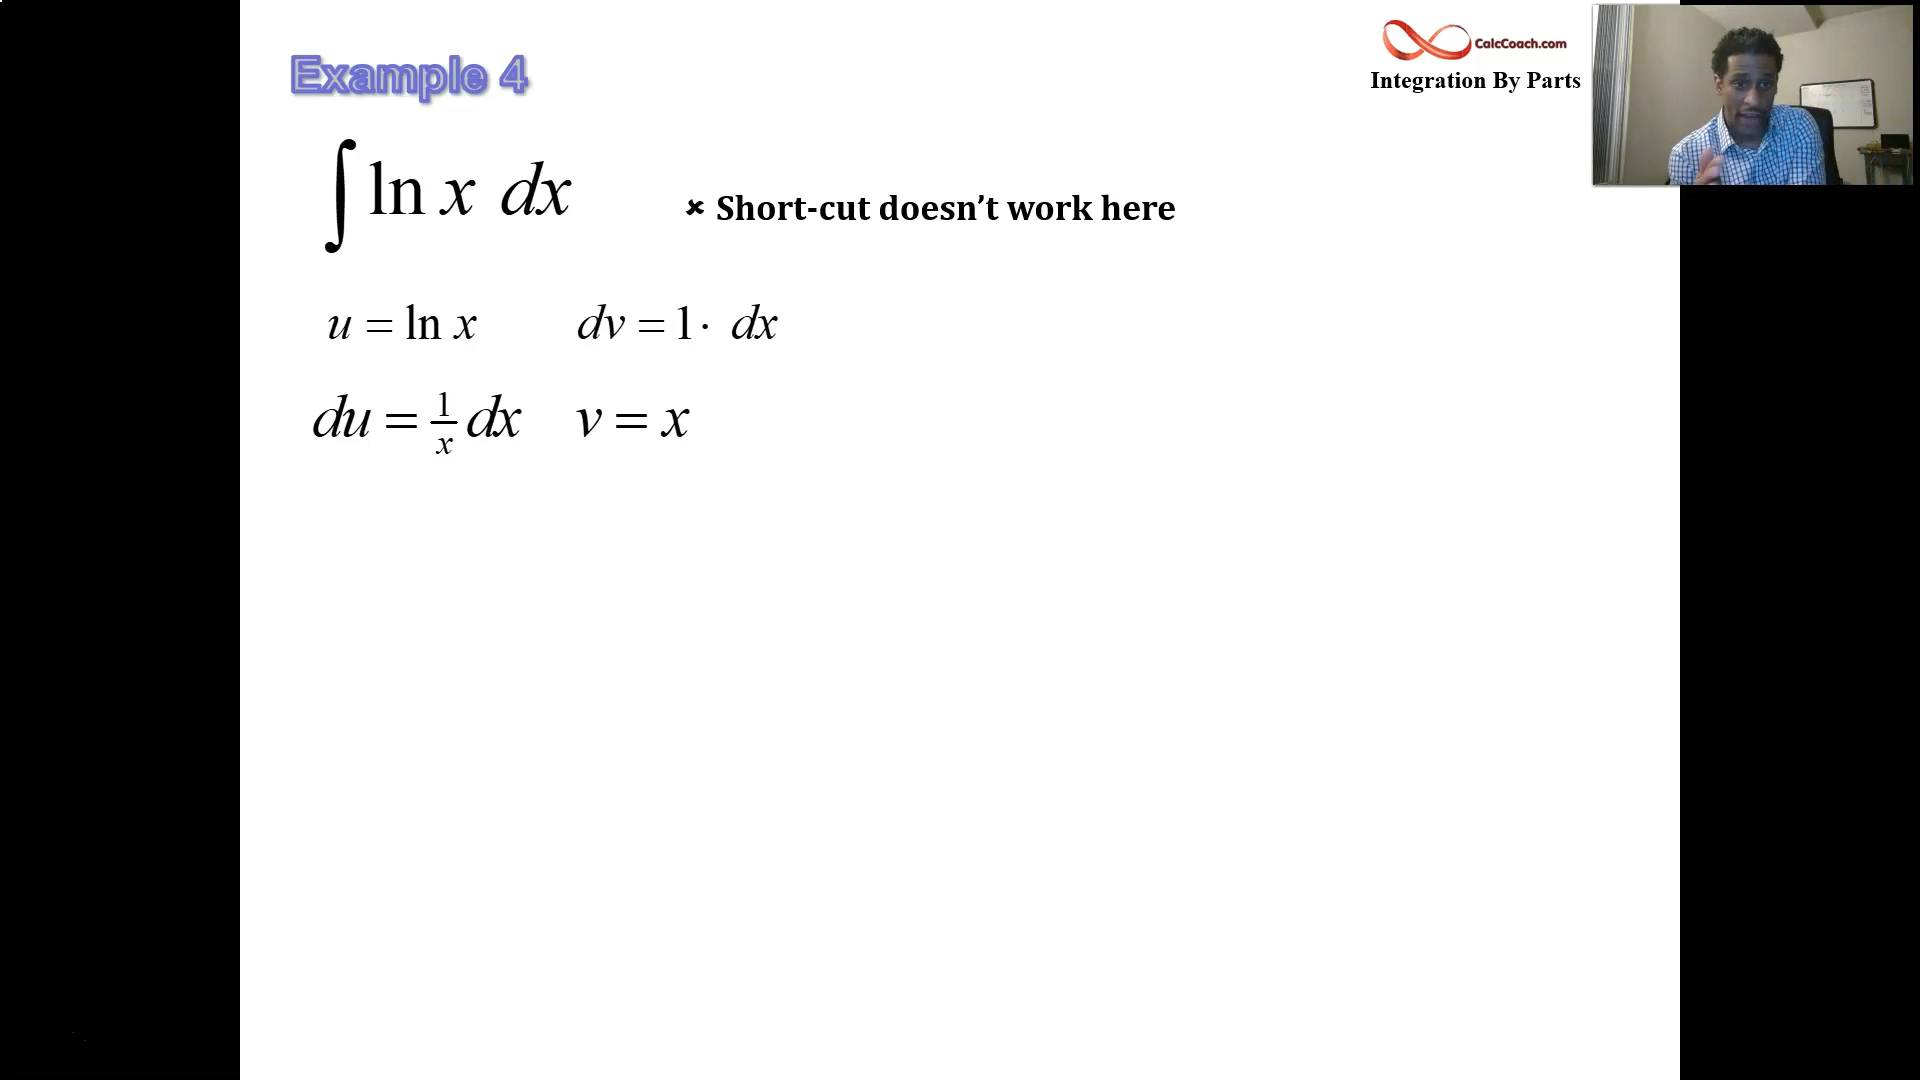 Example 4
CalcCoach.com
Integration By Parts
∫ ln x dx
× Short-cut doesn’t work here
u = ln x dv = 1· dx
du = 1/x dx v = x